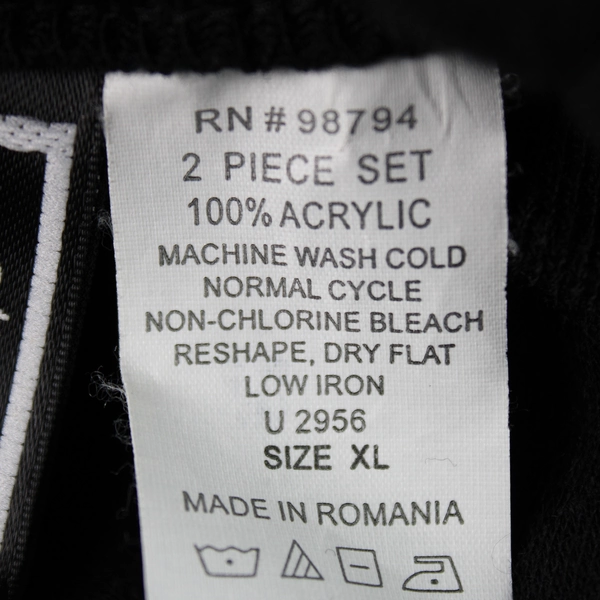 RN # 98794
2 PIECE SET
100% ACRYLIC
MACHINE WASH COLD
NORMAL CYCLE
NON-CHLORINE BLEACH
RESHAPE, DRY FLAT
LOW IRON
U 2956
SIZE XL
MADE IN ROMANIA